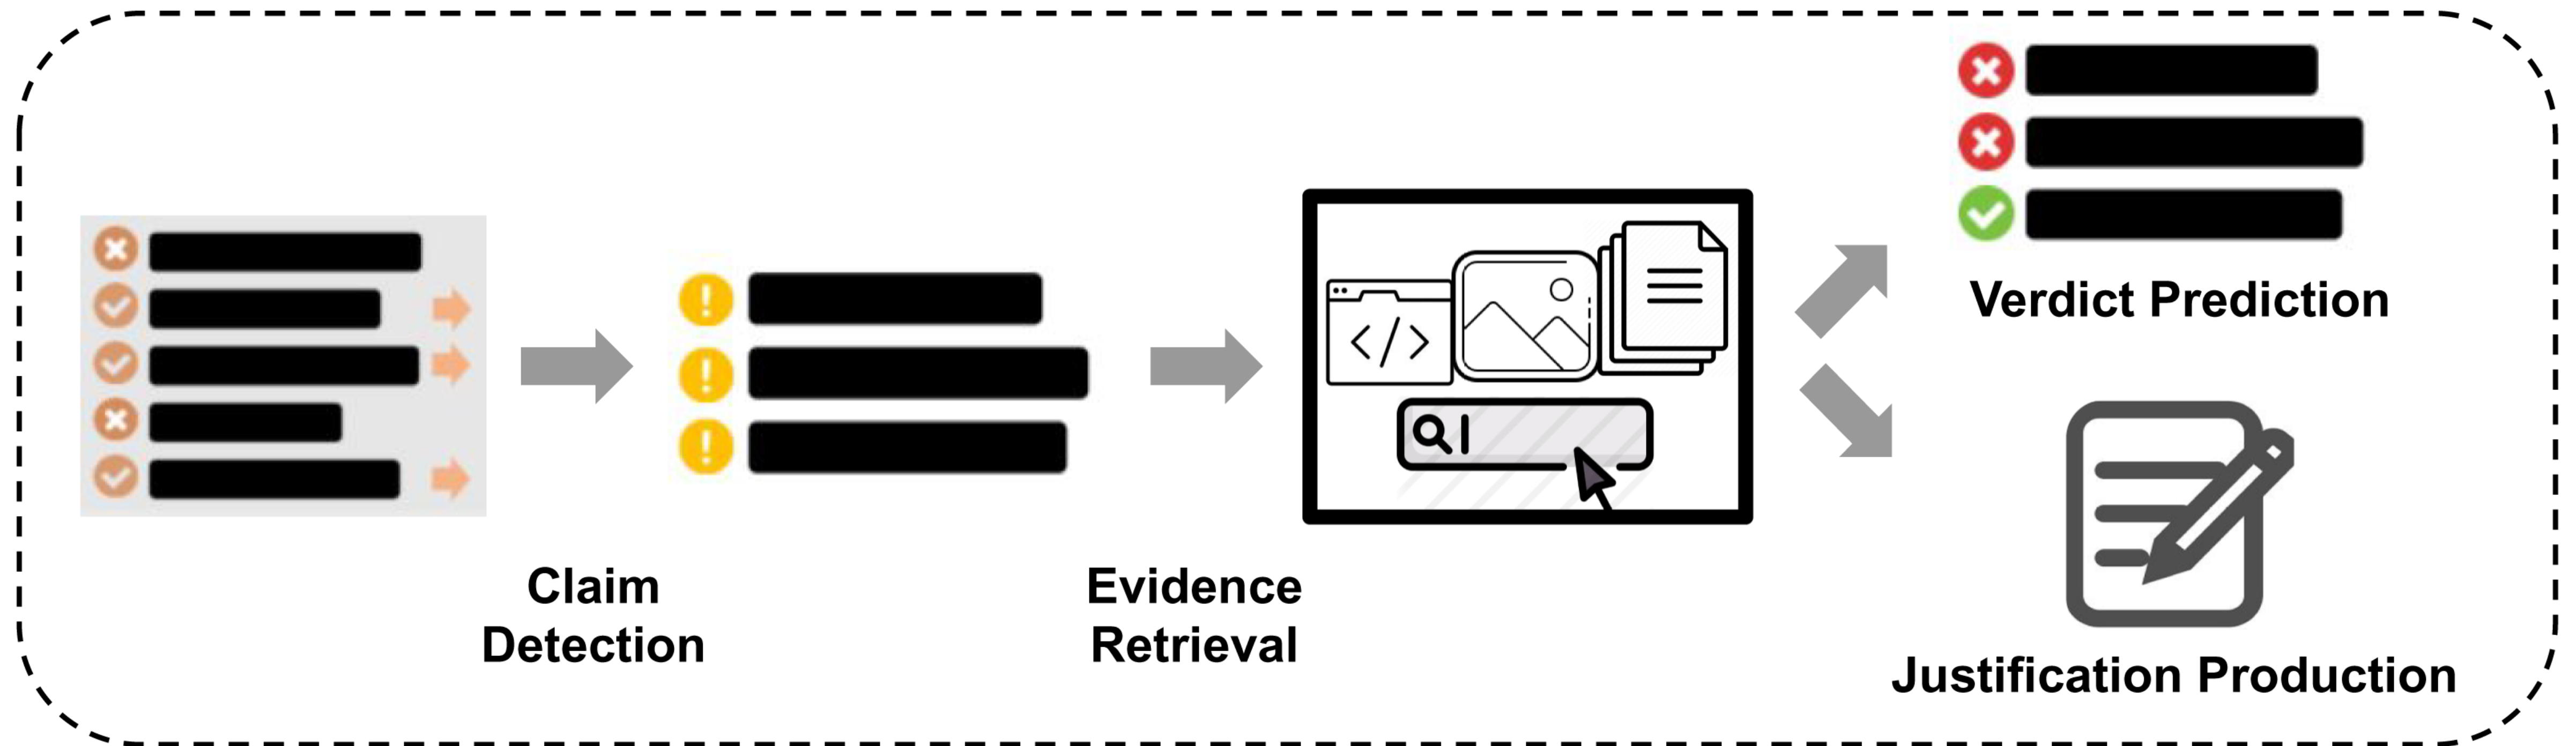 Claim
Detection
Evidence
Retrieval
</>
Verdict Prediction
Justification Production